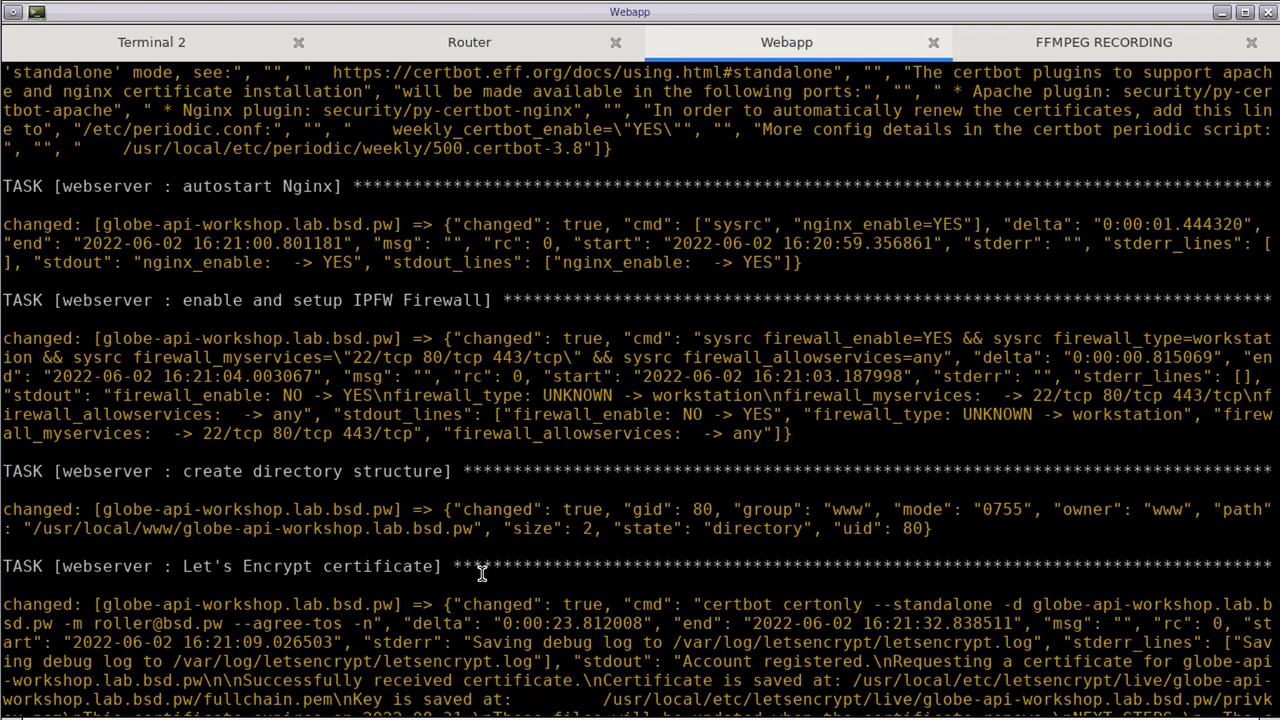 Webapp
Terminal 2
Router
Webapp
FFMPEG RECORDING
'standalone' mode, see:", "", "  https://certbot.eff.org/docs/using.html#standalone", "", "The certbot plugins to support apach
e and nginx certificate installation", "will be made available in the following ports:", "", " * Apache plugin: security/py-cer
tbot-apache", " * Nginx plugin: security/py-certbot-nginx", "", "In order to automatically renew the certificates, add this lin
e to", "/etc/periodic.conf:", "", "    weekly_certbot_enable=\"YES\"", "", "More config details in the certbot periodic script:
", "", "    /usr/local/etc/periodic/weekly/500.certbot-3.8"]}
TASK [webserver : autostart Nginx] ********************************************************************************************
changed: [globe-api-workshop.lab.bsd.pw] => {"changed": true, "cmd": ["sysrc", "nginx_enable=YES"], "delta": "0:00:01.444320",
"end": "2022-06-02 16:21:00.801181", "msg": "", "rc": 0, "start": "2022-06-02 16:20:59.356861", "stderr": "", "stderr_lines": [
], "stdout": "nginx_enable:  -> YES", "stdout_lines": ["nginx_enable:  -> YES"]}
TASK [webserver : enable and setup IPFW Firewall] *****************************************************************************
changed: [globe-api-workshop.lab.bsd.pw] => {"changed": true, "cmd": "sysrc firewall_enable=YES && sysrc firewall_type=workstat
ion && sysrc firewall_myservices=\"22/tcp 80/tcp 443/tcp\" && sysrc firewall_allowservices=any", "delta": "0:00:00.815069", "en
d": "2022-06-02 16:21:04.003067", "msg": "", "rc": 0, "start": "2022-06-02 16:21:03.187998", "stderr": "", "stderr_lines": [],
"stdout": "firewall_enable: NO -> YES\nfirewall_type: UNKNOWN -> workstation\nfirewall_myservices:  -> 22/tcp 80/tcp 443/tcp\nf
irewall_allowservices:  -> any", "stdout_lines": ["firewall_enable: NO -> YES", "firewall_type: UNKNOWN -> workstation", "firew
all_myservices:  -> 22/tcp 80/tcp 443/tcp", "firewall_allowservices:  -> any"]}
TASK [webserver : create directory structure] *********************************************************************************
changed: [globe-api-workshop.lab.bsd.pw] => {"changed": true, "gid": 80, "group": "www", "mode": "0755", "owner": "www", "path"
: "/usr/local/www/globe-api-workshop.lab.bsd.pw", "size": 2, "state": "directory", "uid": 80}
TASK [webserver : Let's Encrypt certificate] **********************************************************************************
changed: [globe-api-workshop.lab.bsd.pw] => {"changed": true, "cmd": "certbot certonly --standalone -d globe-api-workshop.lab.b
sd.pw -m roller@bsd.pw --agree-tos -n", "delta": "0:00:23.812008", "end": "2022-06-02 16:21:32.838511", "msg": "", "rc": 0, "st
art": "2022-06-02 16:21:09.026503", "stderr": "Saving debug log to /var/log/letsencrypt/letsencrypt.log", "stderr_lines": ["Sav
ing debug log to /var/log/letsencrypt/letsencrypt.log"], "stdout": "Account registered.\nRequesting a certificate for globe-api
-workshop.lab.bsd.pw\n\nSuccessfully received certificate.\nCertificate is saved at: /usr/local/etc/letsencrypt/live/globe-api-
workshop.lab.bsd.pw/fullchain.pem\nKey is saved at:         /usr/local/etc/letsencrypt/live/globe-api-workshop.lab.bsd.pw/privk